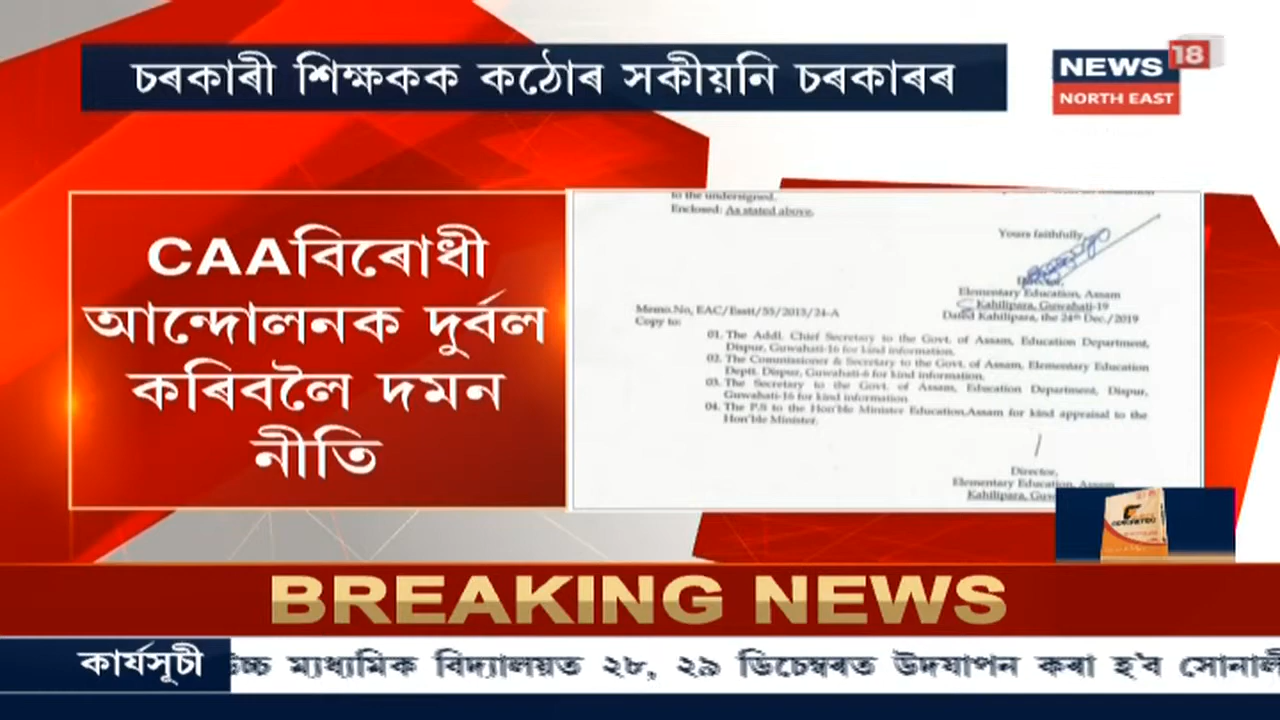 চৰকাৰী শিক্ষকক কঠোৰ সকীয়নি চৰকাৰৰ
NEWS 18
NORTH EAST
CAAবিৰোধী
আন্দোলনক দুৰ্বল
কৰিবলৈ দমন
নীতি
to the undersigned.
Enclosed: As stated above.
Yours faithfully,
Elementary Education, Assam
Kahilipara, Guwahati-19
Memo.No, EAC/Estt/55/2013/24-A
Dated Kahilipara, the 24th Dec./2019
Copy to:
01. The Addl. Chief Secretary to the Govt. of Assam, Education Department,
Dispur, Guwahati-16 for kind information.
02. The Commissioner & Secretary to the Govt. of Assam, Elementary Education
Deptt. Dispur, Guwahati-6 for kind information.
03. The Secretary to the Govt. of Assam, Education Department, Dispur,
Guwahati-16 for kind information
04. The P.S to the Hon'ble Minister Education,Assam for kind appraisal to the
Hon'ble Minister.
Director,
Elementary Education, Assam
Kahilipara,
BREAKING NEWS
কাৰ্যসূচী
মাধ্যমিক বিদ্যালয়ত ২৮, ২৯ ডিচেম্বৰত উদযাপন কৰা হ'ব সোনালী